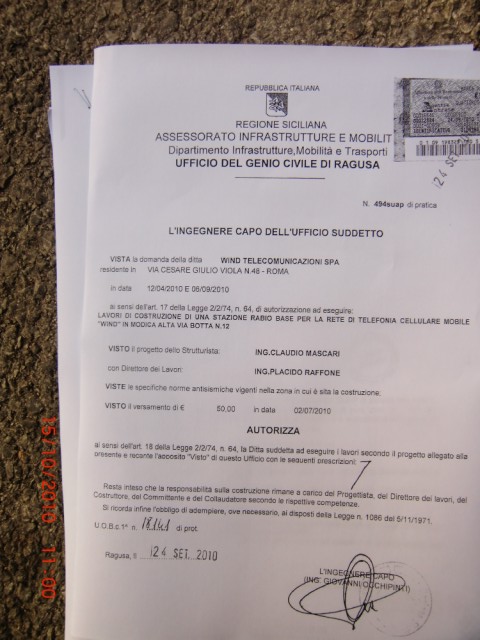 REPUBBLICA ITALIANA
REGIONE SICILIANA
ASSESSORATO INFRASTRUTTURE E MOBILIT
Dipartimento Infrastrutture,Mobilità e Trasporti
UFFICIO DEL GENIO CIVILE DI RAGUSA
24 SE
N. 494suap di pratica
L'INGEGNERE CAPO DELL'UFFICIO SUDDETTO
VISTA la domanda della ditta WIND TELECOMUNICAZIONI SPA
residente in VIA CESARE GIULIO VIOLA N.48 - ROMA
in data 12/04/2010 E 06/09/2010
ai sensi dell'art. 17 della Legge 2/2/74, n. 64, di autorizzazione ad eseguire:
LAVORI DI COSTRUZIONE DI UNA STAZIONE RABIO BASE PER LA RETE DI TELEFONIA CELLULARE MOBILE
"WIND" IN MODICA ALTA VIA BOTTA N.12
VISTO il progetto dello Strutturista: ING.CLAUDIO MASCARI
con Direttore dei Lavori: ING.PLACIDO RAFFONE
VISTE le specifiche norme antisismiche vigenti nella zona in cui è sita la costruzione;
VISTO il versamento di € 50,00 in data 02/07/2010
AUTORIZZA
ai sensi dell'art. 18 della Legge 2/2/74, n. 64, la Ditta suddetta ad eseguire i lavori secondo il progetto allegato alla
presente e recante l'apposito "Visto" di questo Ufficio con le seguenti prescrizioni:
Resta inteso che la responsabilità sulla costruzione rimane a carico del Progettista, del Direttore dei lavori, del
Costruttore, del Committente e del Collaudatore secondo le rispettive competenze.
Si ricorda infine l'obbligo di adempiere, ove necessario, ai disposti della Legge n. 1086 del 5/11/1971.
U.O.B.c.1° n. 18141 di prot.
Ragusa, li 24 SET. 2010
L'INGEGNERE CAPO
(ING. GIOVANNI OCCHIPINTI)
15/10/2010 11:00